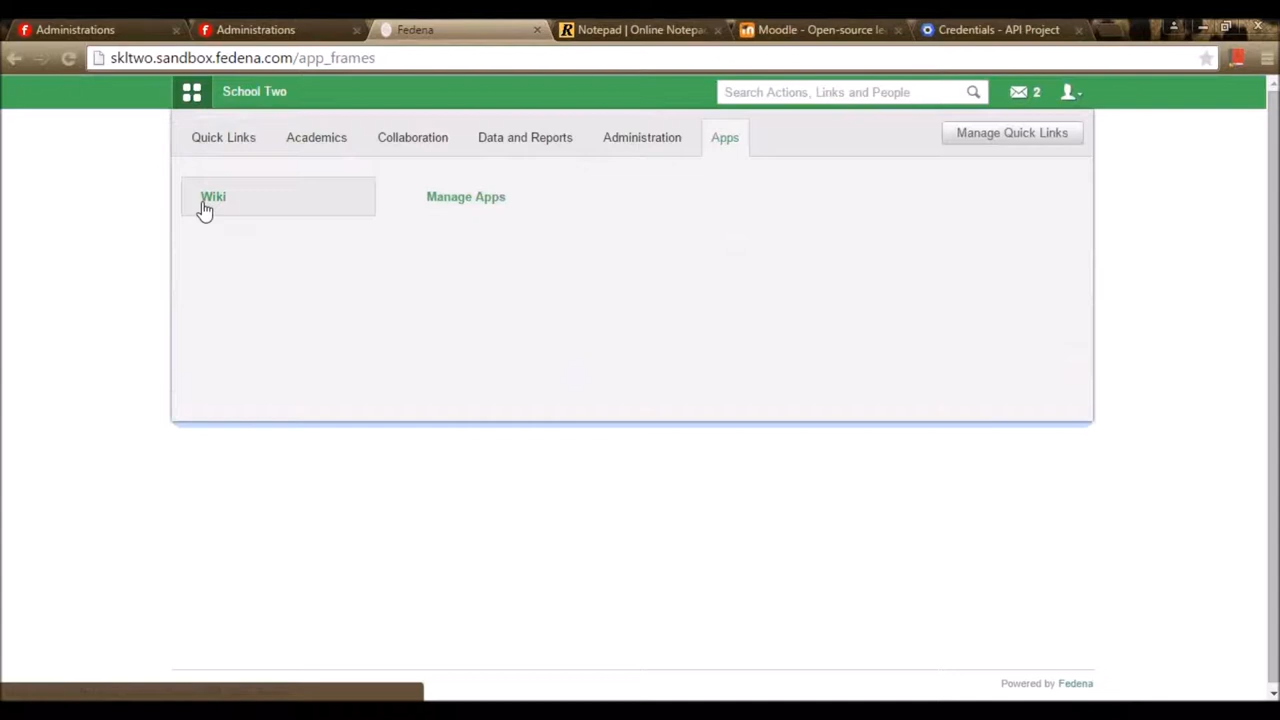 Administrations
Administrations
Fedena
Notepad | Online Notepa
Moodle - Open-source le
Credentials - API Project
skltwo.sandbox.fedena.com/app_frames
School Two
Search Actions, Links and People
2
Quick Links
Academics
Collaboration
Data and Reports
Administration
Apps
Manage Quick Links
Wiki
Manage Apps
Powered by Fedena